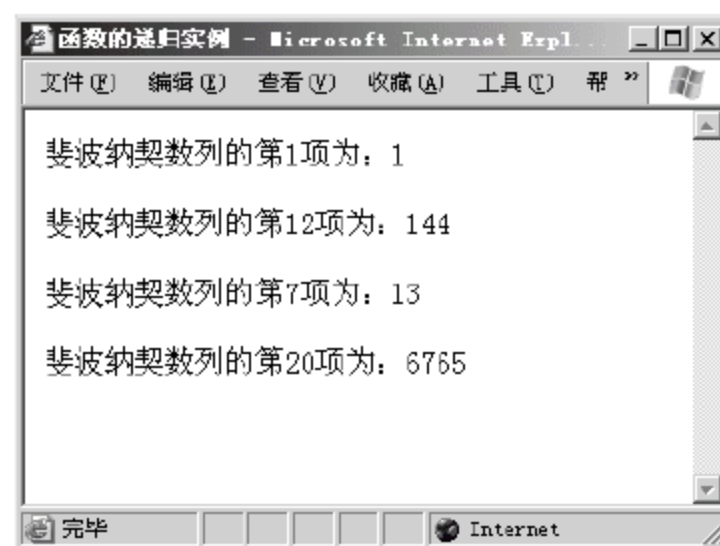 函数的递归实例 - Microsoft Internet Expl...
文件(F) 编辑(E) 查看(V) 收藏(A) 工具(T) 帮 »
斐波纳契数列的第1项为：1
斐波纳契数列的第12项为：144
斐波纳契数列的第7项为：13
斐波纳契数列的第20项为：6765
完毕 Internet